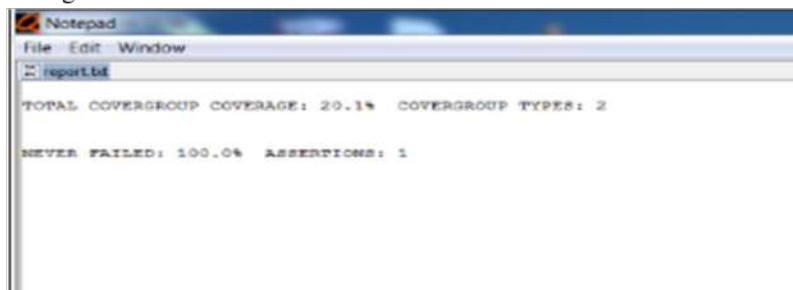 Notepad
File Edit Window
report.txt
TOTAL COVERGROUP COVERAGE: 20.1% COVERGROUP TYPES: 2
NEVER FAILED: 100.0% ASSERTIONS: 1